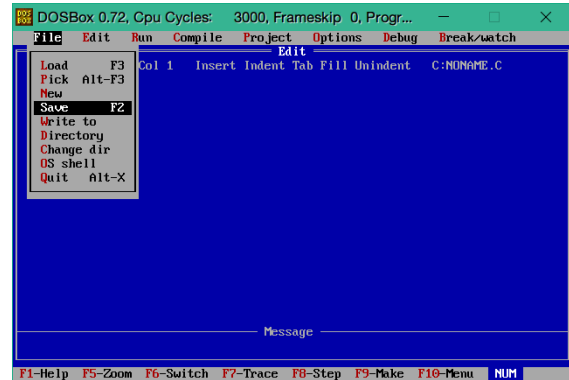 DOSBox 0.72, Cpu Cycles: 3000, Frameskip 0, Progr...
File Edit Run Compile Project Options Debug Break/watch
Edit
Col 1 Insert Indent Tab Fill Unindent C:NONAME.C
Load F3
Pick Alt-F3
New
Save F2
Write to
Directory
Change dir
OS shell
Quit Alt-X
Message
F1-Help F5-Zoom F6-Switch F7-Trace F8-Step F9-Make F10-Menu NUM